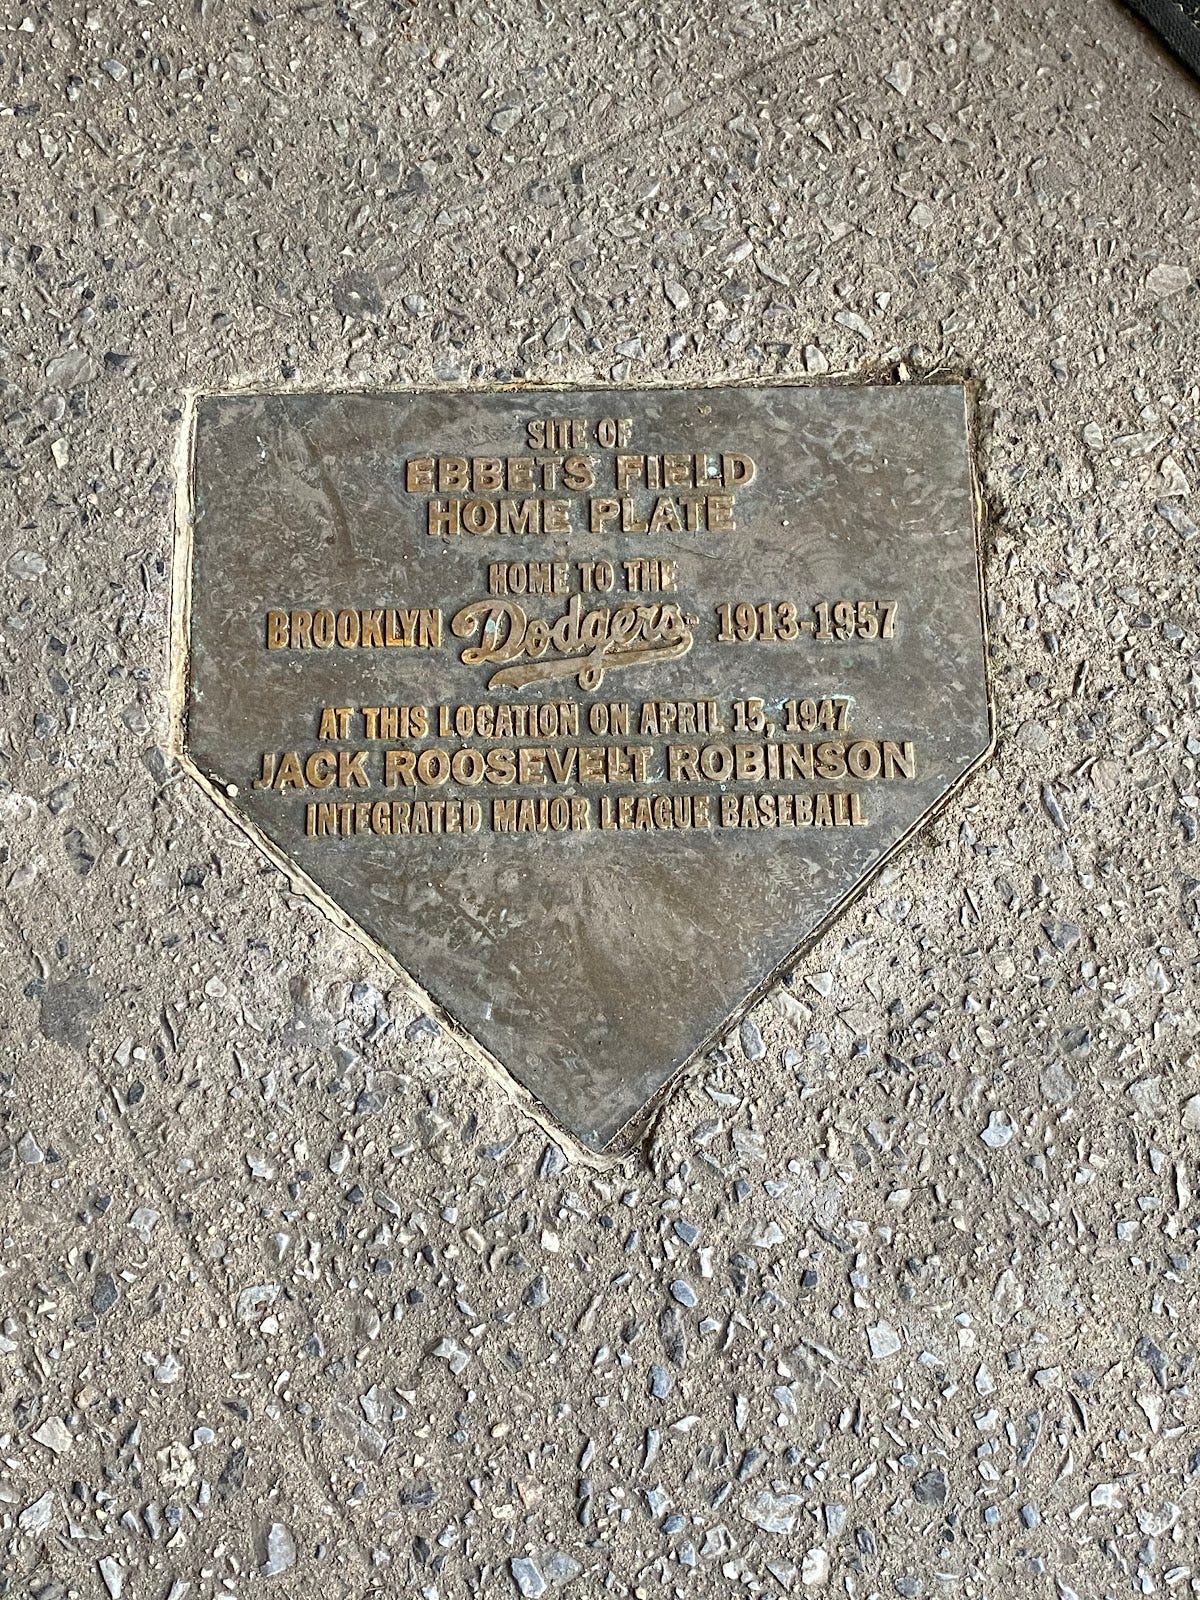 SITE OF
EBBETS FIELD
HOME PLATE
HOME TO THE
BROOKLYN Dodgers 1913-1957
AT THIS LOCATION ON APRIL 15, 1947
JACK ROOSEVELT ROBINSON
INTEGRATED MAJOR LEAGUE BASEBALL